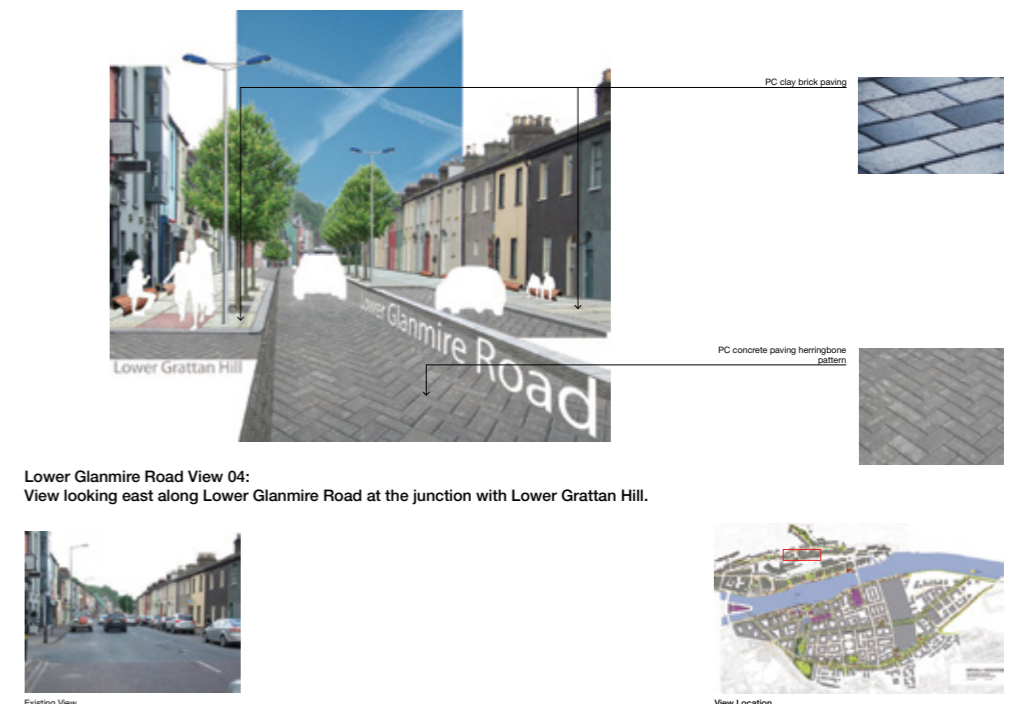 PC clay brick paving
Lower Glanmire Road
PC concrete paving herringbone
pattern
Lower Grattan Hill
Lower Glanmire Road View 04:
View looking east along Lower Glanmire Road at the junction with Lower Grattan Hill.
Existing View
View Location